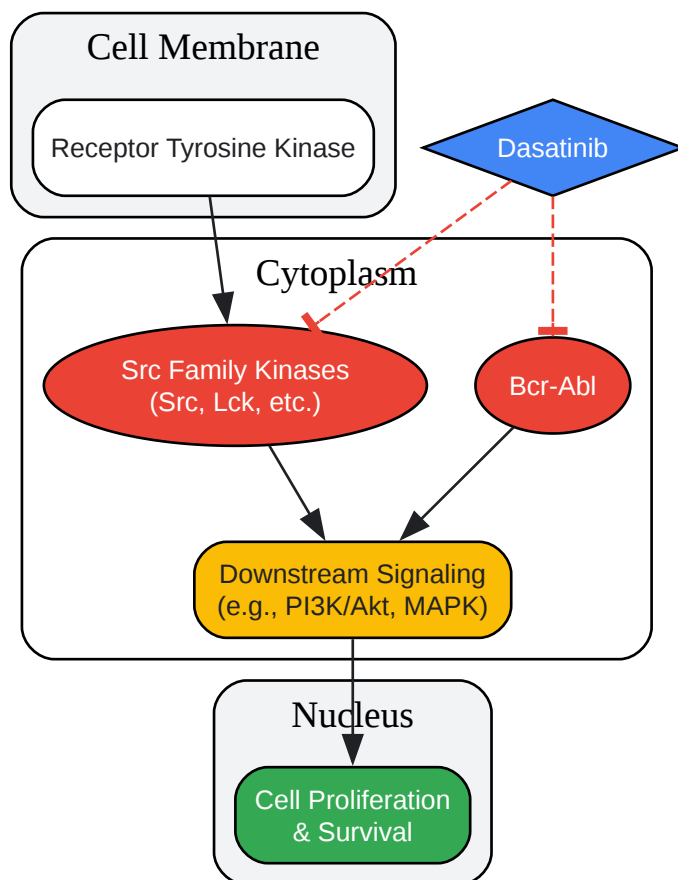 Cell Membrane
Receptor Tyrosine Kinase
Dasatinib
Cytoplasm
Src Family Kinases
(Src, Lck, etc.)
Bcr-Abl
Downstream Signaling
(e.g., PI3K/Akt, MAPK)
Nucleus
Cell Proliferation
& Survival